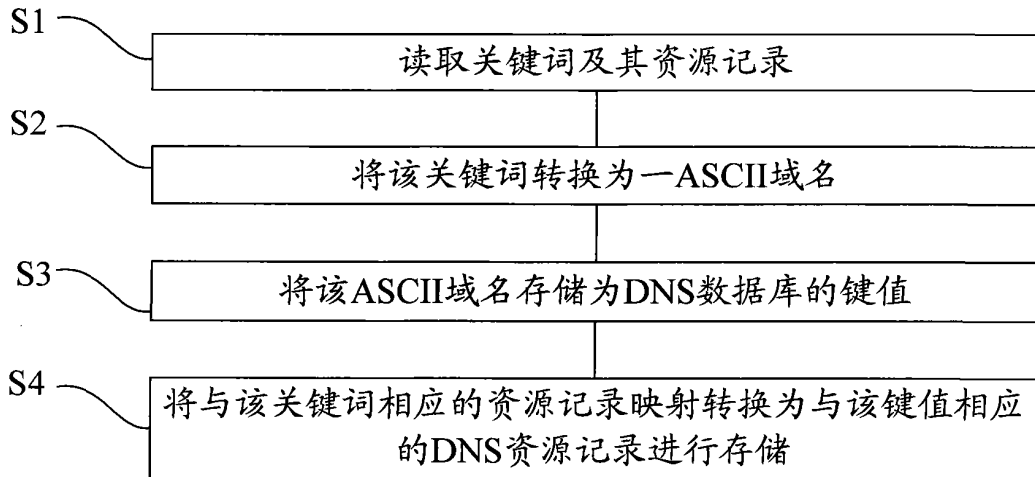 S1
读取关键词及其资源记录
S2
将该关键词转换为一ASCII域名
S3
将该ASCII域名存储为DNS数据库的键值
S4
将与该关键词相应的资源记录映射转换为与该键值相应
的DNS资源记录进行存储